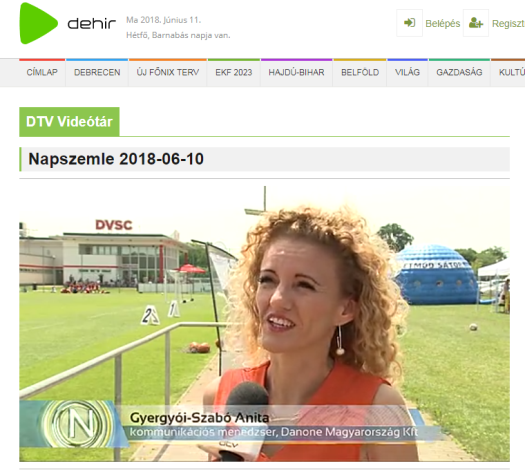 dehir
Ma 2018. Június 11.
Hétfő, Barnabás napja van.
Belépés
Regiszt
CÍMLAP DEBRECEN ÚJ FŐNIX TERV EKF 2023 HAJDÚ-BIHAR BELFÖLD VILÁG GAZDASÁG KULTÚ
DTV Videótár
Napszemle 2018-06-10
DVSC
2 1
N
Gyergyói-Szabó Anita
kommunikációs menedzser, Danone Magyarország Kft